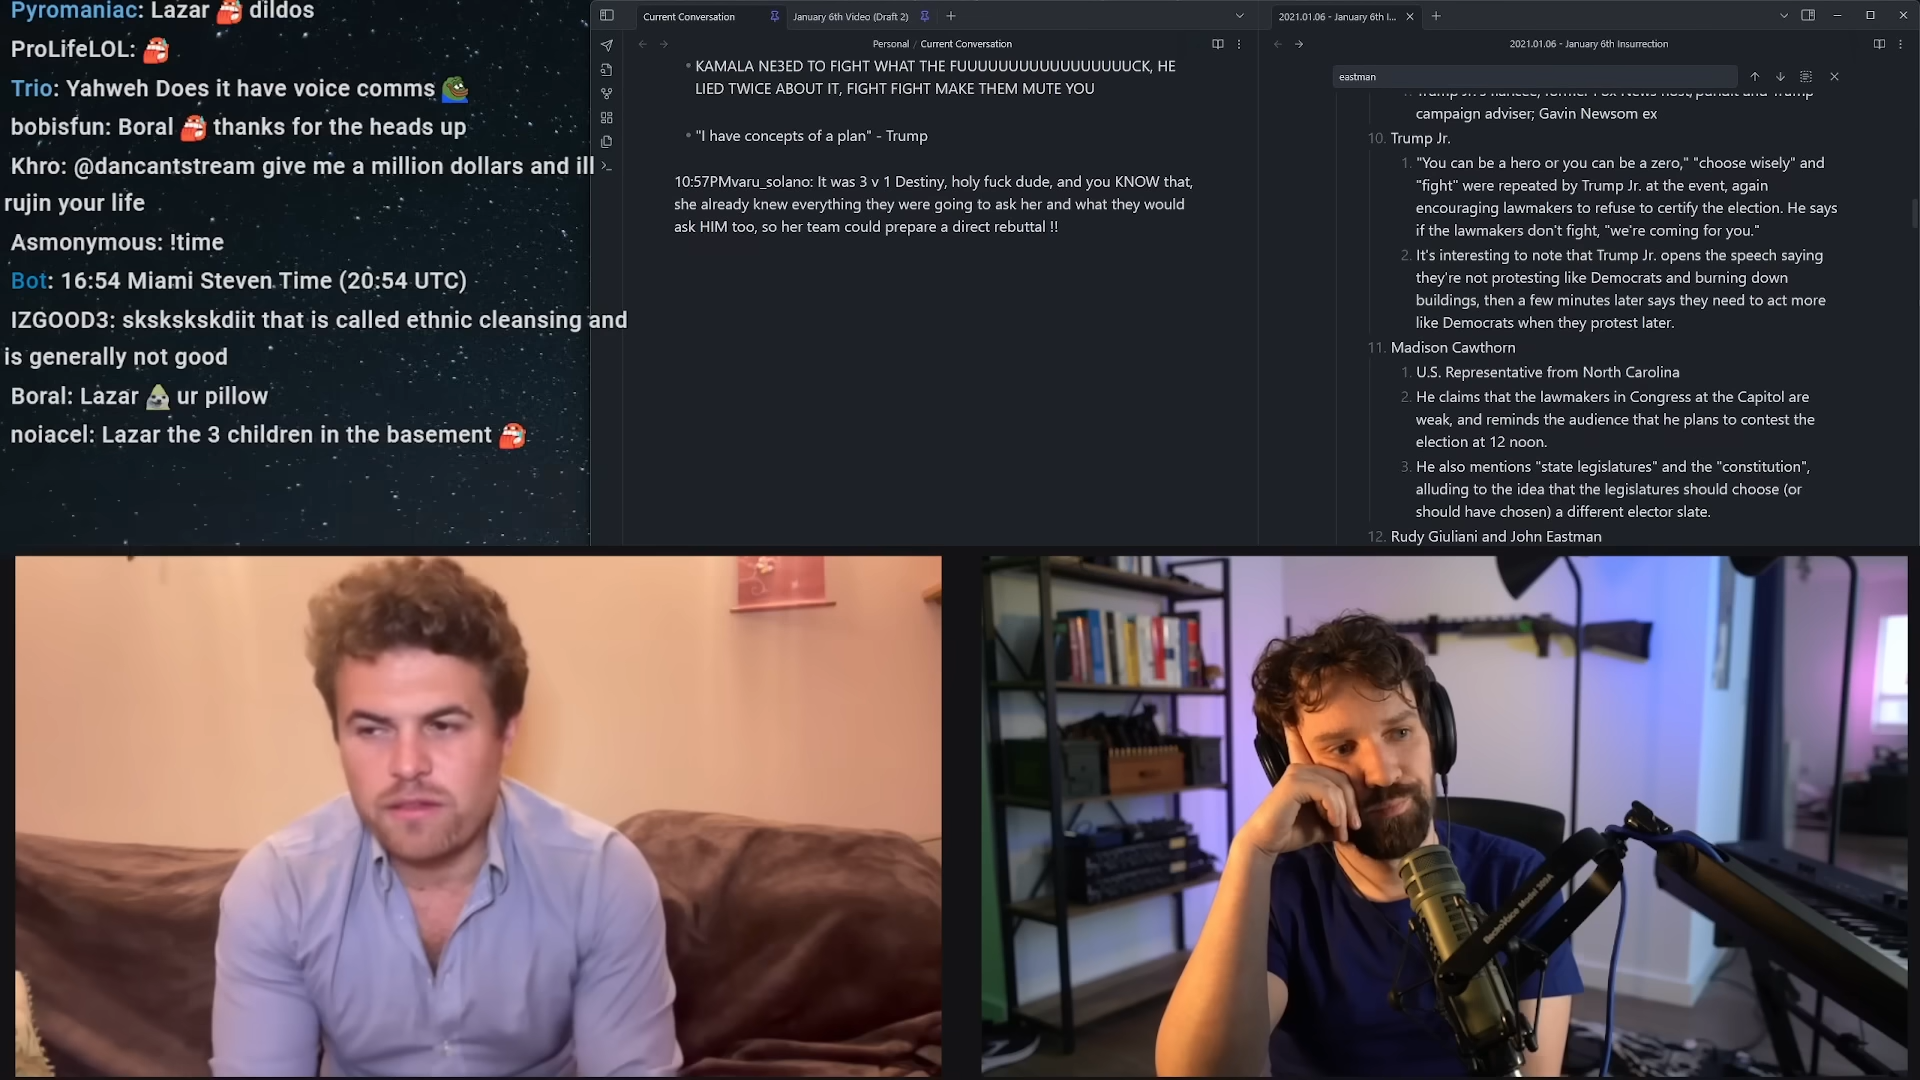 Pyromaniac: Lazar dildos
ProLifeLOL:
Trio: Yahweh Does it have voice comms
bobisfun: Boral thanks for the heads up
Khro: @dancantstream give me a million dollars and ill
rujin your life
Asmonymous: !time
Bot: 16:54 Miami Steven Time (20:54 UTC)
IZGOOD3: skskskskdiit that is called ethnic cleansing and
is generally not good
Boral: Lazar ur pillow
noiacel: Lazar the 3 children in the basement
Current Conversation
January 6th Video (Draft 2)
Personal / Current Conversation
• KAMALA NE3ED TO FIGHT WHAT THE FUUUUUUUUUUUUUUUUUCK, HE
LIED TWICE ABOUT IT, FIGHT FIGHT MAKE THEM MUTE YOU
• "I have concepts of a plan" - Trump
10:57PMvaru_solano: It was 3 v 1 Destiny, holy fuck dude, and you KNOW that,
she already knew everything they were going to ask her and what they would
ask HIM too, so her team could prepare a direct rebuttal !!
2021.01.06 - January 6th I...
2021.01.06 - January 6th Insurrection
eastman
1. Trump Jr.'s fiancée, former Fox News host, pundit and Trump
campaign adviser; Gavin Newsom ex
10. Trump Jr.
1. "You can be a hero or you can be a zero," "choose wisely" and
"fight" were repeated by Trump Jr. at the event, again
encouraging lawmakers to refuse to certify the election. He says
if the lawmakers don't fight, "we're coming for you."
2. It's interesting to note that Trump Jr. opens the speech saying
they're not protesting like Democrats and burning down
buildings, then a few minutes later says they need to act more
like Democrats when they protest later.
11. Madison Cawthorn
1. U.S. Representative from North Carolina
2. He claims that the lawmakers in Congress at the Capitol are
weak, and reminds the audience that he plans to contest the
election at 12 noon.
3. He also mentions "state legislatures" and the "constitution",
alluding to the idea that the legislatures should choose (or
should have chosen) a different elector slate.
12. Rudy Giuliani and John Eastman